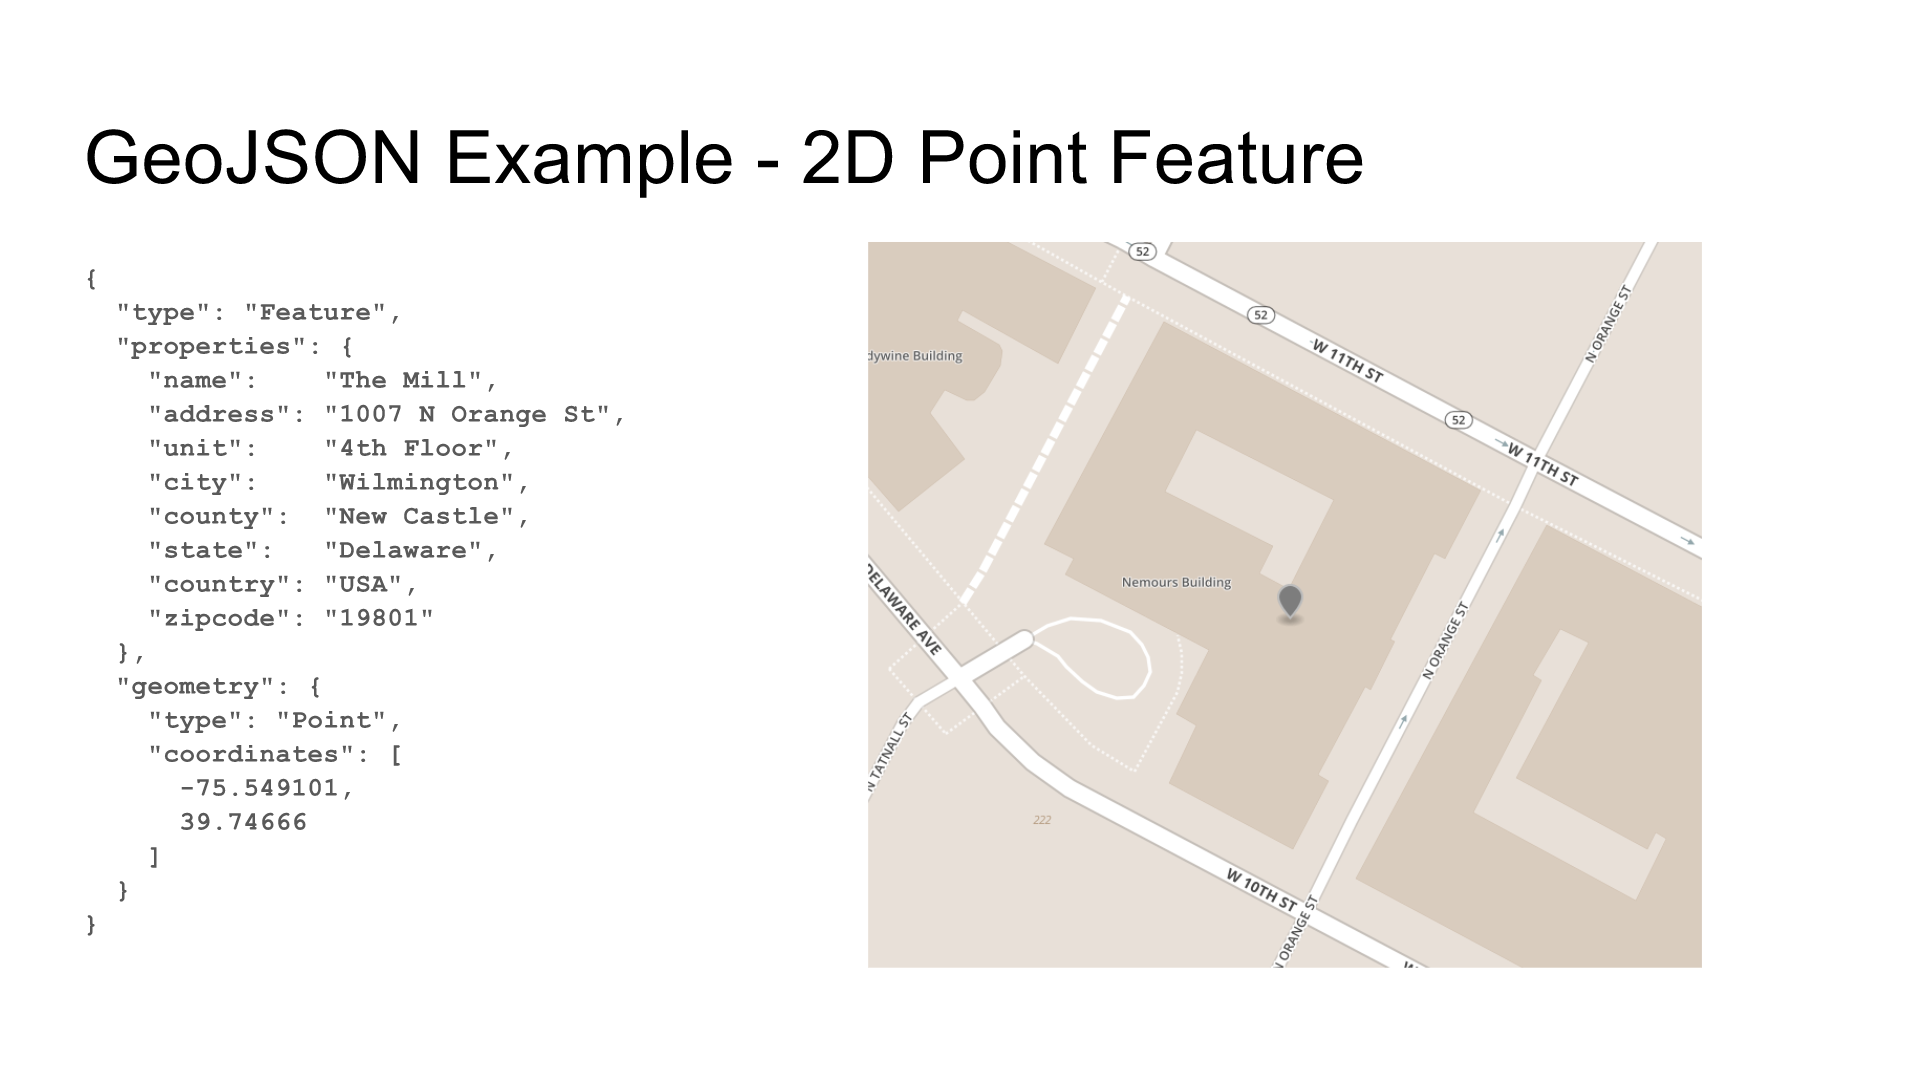 GeoJSON Example - 2D Point Feature
{
"type": "Feature",
"properties": {
"name": "The Mill",
"address": "1007 N Orange St",
"unit": "4th Floor",
"city": "Wilmington",
"county": "New Castle",
"state": "Delaware",
"country": "USA",
"zipcode": "19801"
},
"geometry": {
"type": "Point",
"coordinates": [
-75.549101,
39.74666
]
}
}
52
52
W 11TH ST
N ORANGE ST
dywine Building
52
W 11TH ST
Nemours Building
DELAWARE AVE
N ORANGE ST
N TATNALL ST
222
W 10TH ST
N ORANGE ST